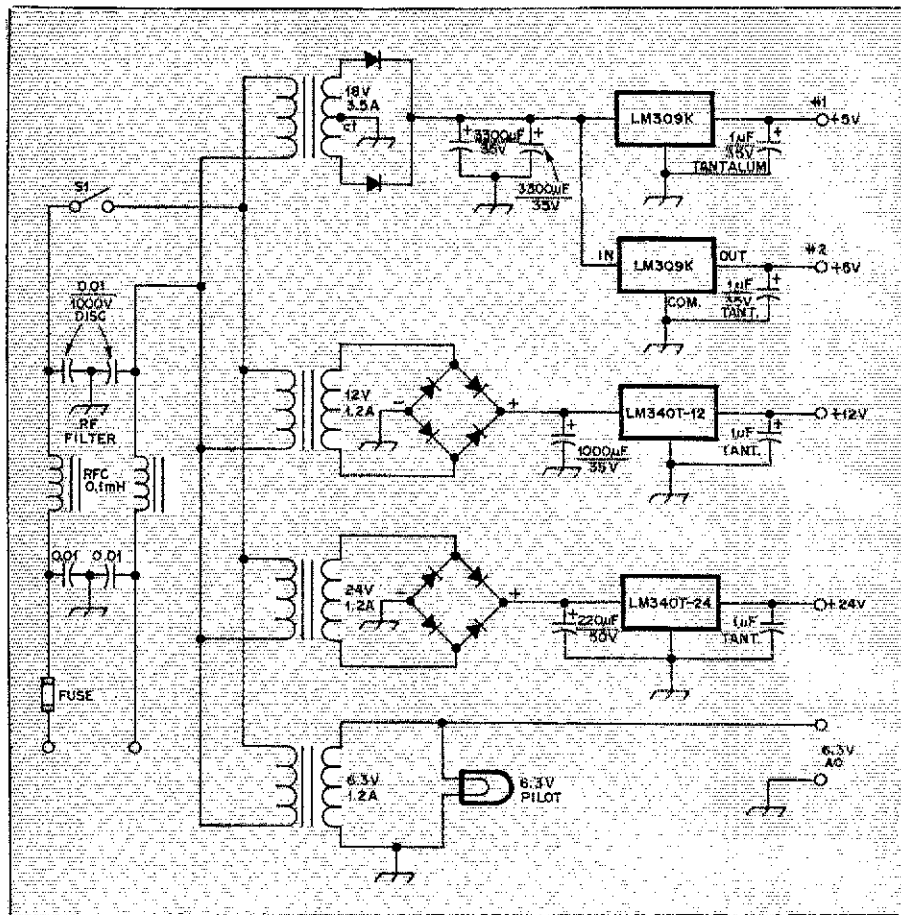 18V
3.5A
ct
3300µF
35V
3300µF
35V
LM309K
1µF
35V
TANTALUM
#1
+5V
S1
IN
LM309K
OUT
COM.
1µF
35V
TANT.
#2
+5V
0.01
1000V
DISC
RF
FILTER
RFC
0.1mH
0.01
0.01
FUSE
12V
1.2A
-
+
+
1000µF
35V
LM340T-12
+
1µF
TANT.
+12V
24V
1.2A
-
+
+
220µF
50V
LM340T-24
+
1µF
TANT.
+24V
6.3V
1.2A
6.3V
PILOT
6.3V